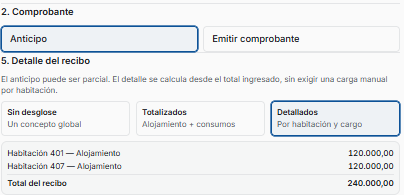 2. Comprobante
Anticipo
Emitir comprobante
5. Detalle del recibo
El anticipo puede ser parcial. El detalle se calcula desde el total ingresado, sin exigir una carga manual
por habitación.
Sin desglose
Un concepto global
Totalizados
Alojamiento + consumos
Detallados
Por habitación y cargo
Habitación 401 — Alojamiento 120.000,00
Habitación 407 — Alojamiento 120.000,00
Total del recibo 240.000,00